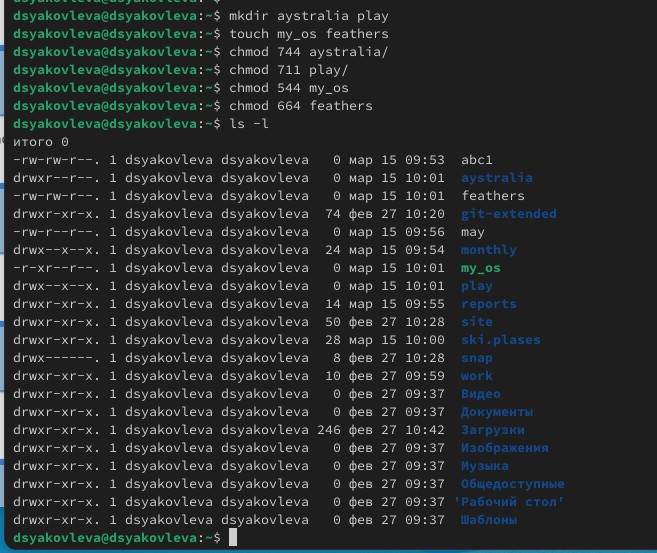 dsyakovleva@dsyakovleva:~$ mkdir aystralia play
dsyakovleva@dsyakovleva:~$ touch my_os feathers
dsyakovleva@dsyakovleva:~$ chmod 744 aystralia/
dsyakovleva@dsyakovleva:~$ chmod 711 play/
dsyakovleva@dsyakovleva:~$ chmod 544 my_os
dsyakovleva@dsyakovleva:~$ chmod 664 feathers
dsyakovleva@dsyakovleva:~$ ls -l
итого 0
-rw-rw-r--. 1 dsyakovleva dsyakovleva   0 мар 15 09:53  abc1
drwxr--r--. 1 dsyakovleva dsyakovleva   0 мар 15 10:01  aystralia
-rw-rw-r--. 1 dsyakovleva dsyakovleva   0 мар 15 10:01  feathers
drwxr-xr-x. 1 dsyakovleva dsyakovleva  74 фев 27 10:20  git-extended
-rw-r--r--. 1 dsyakovleva dsyakovleva   0 мар 15 09:56  may
drwx--x--x. 1 dsyakovleva dsyakovleva  24 мар 15 09:54  monthly
-r-xr--r--. 1 dsyakovleva dsyakovleva   0 мар 15 10:01  my_os
drwx--x--x. 1 dsyakovleva dsyakovleva   0 мар 15 10:01  play
drwxr-xr-x. 1 dsyakovleva dsyakovleva  14 мар 15 09:55  reports
drwxr-xr-x. 1 dsyakovleva dsyakovleva  50 фев 27 10:28  site
drwxr-xr-x. 1 dsyakovleva dsyakovleva  28 мар 15 10:00  ski.plases
drwx------. 1 dsyakovleva dsyakovleva   8 фев 27 10:28  snap
drwxr-xr-x. 1 dsyakovleva dsyakovleva  10 фев 27 09:59  work
drwxr-xr-x. 1 dsyakovleva dsyakovleva   0 фев 27 09:37  Видео
drwxr-xr-x. 1 dsyakovleva dsyakovleva   0 фев 27 09:37  Документы
drwxr-xr-x. 1 dsyakovleva dsyakovleva 246 фев 27 10:42  Загрузки
drwxr-xr-x. 1 dsyakovleva dsyakovleva   0 фев 27 09:37  Изображения
drwxr-xr-x. 1 dsyakovleva dsyakovleva   0 фев 27 09:37  Музыка
drwxr-xr-x. 1 dsyakovleva dsyakovleva   0 фев 27 09:37  Общедоступные
drwxr-xr-x. 1 dsyakovleva dsyakovleva   0 фев 27 09:37 'Рабочий стол'
drwxr-xr-x. 1 dsyakovleva dsyakovleva   0 фев 27 09:37  Шаблоны
dsyakovleva@dsyakovleva:~$